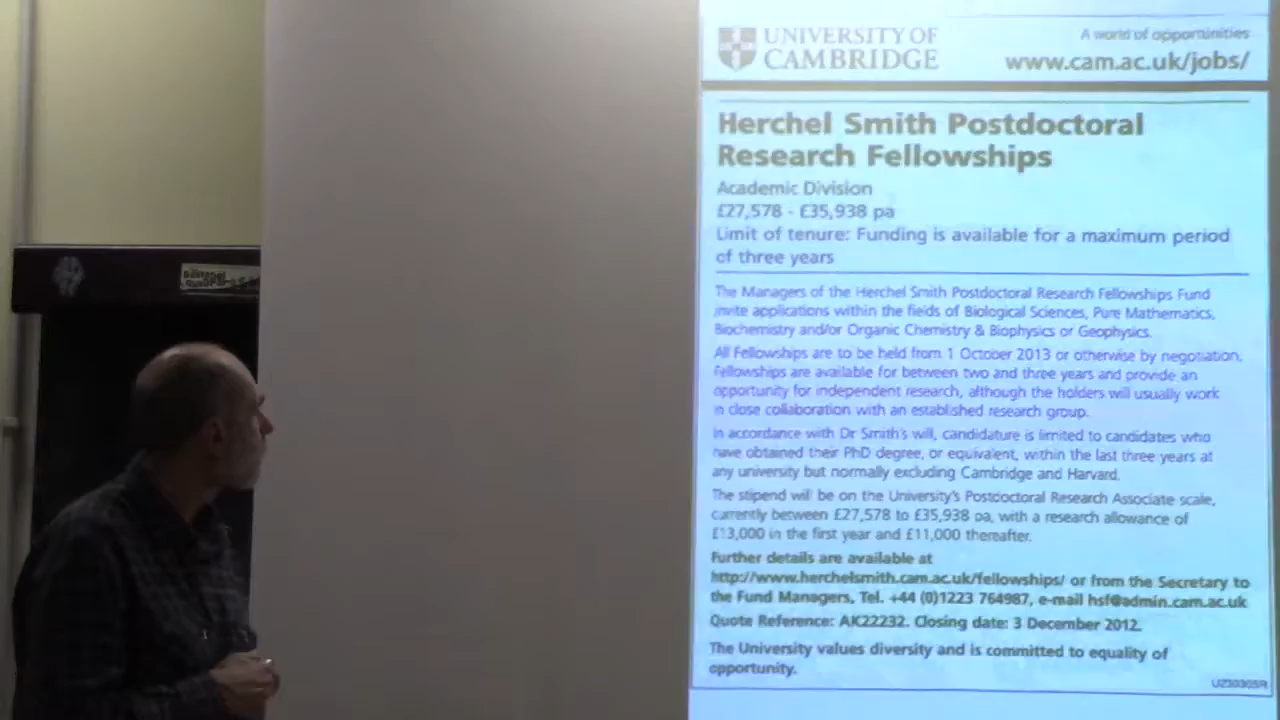 UNIVERSITY OF
CAMBRIDGE
A world of opportunities
www.cam.ac.uk/jobs/
Herchel Smith Postdoctoral
Research Fellowships
Academic Division
£27,578 - £35,938 pa
Limit of tenure: Funding is available for a maximum period
of three years
The Managers of the Herchel Smith Postdoctoral Research Fellowships Fund
invite applications within the fields of Biological Sciences, Pure Mathematics,
Biochemistry and/or Organic Chemistry & Biophysics or Geophysics.
All Fellowships are to be held from 1 October 2013 or otherwise by negotiation.
Fellowships are available for between two and three years and provide an
opportunity for independent research, although the holders will usually work
in close collaboration with an established research group.
In accordance with Dr Smith's will, candidature is limited to candidates who
have obtained their PhD degree, or equivalent, within the last three years at
any university but normally excluding Cambridge and Harvard.
The stipend will be on the University's Postdoctoral Research Associate scale,
currently between £27,578 to £35,938 pa, with a research allowance of
£13,000 in the first year and £11,000 thereafter.
Further details are available at
http://www.herchelsmith.cam.ac.uk/fellowships/ or from the Secretary to
the Fund Managers, Tel. +44 (0)1223 764987, e-mail hsf@admin.cam.ac.uk
Quote Reference: AK22232. Closing date: 3 December 2012.
The University values diversity and is committed to equality of
opportunity.